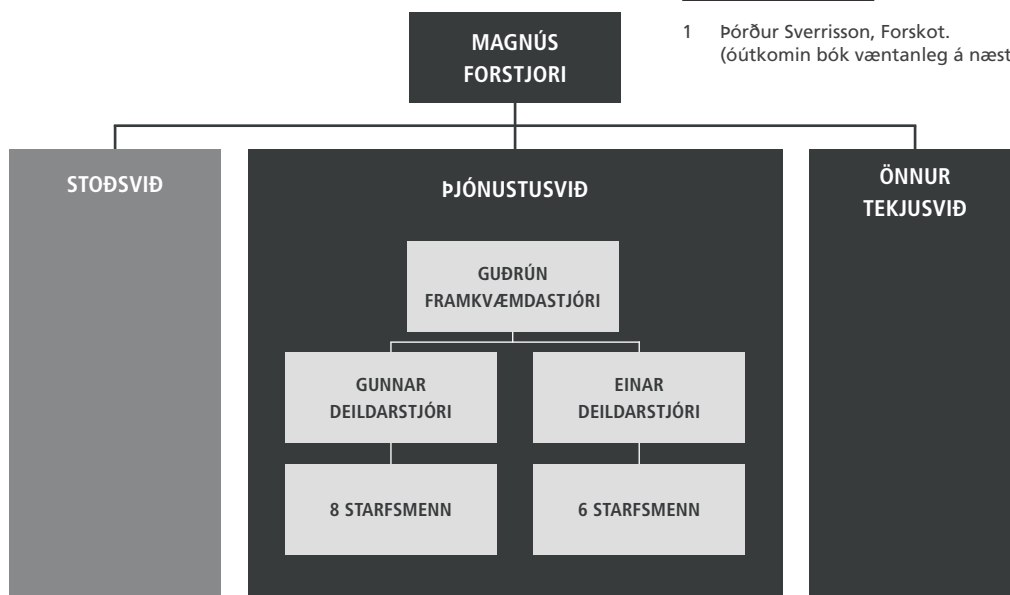 1 Þórður Sverrisson, Forskot.
(óútkomin bók væntanleg á næst
MAGNÚS
FORSTJORI
STOÐSVIÐ
ÞJÓNUSTUSVIÐ
ÖNNUR
TEKJUSVIÐ
GUÐRÚN
FRAMKVÆMDASTJÓRI
GUNNAR
DEILDARSTJÓRI
EINAR
DEILDARSTJÓRI
8 STARFSMENN
6 STARFSMENN